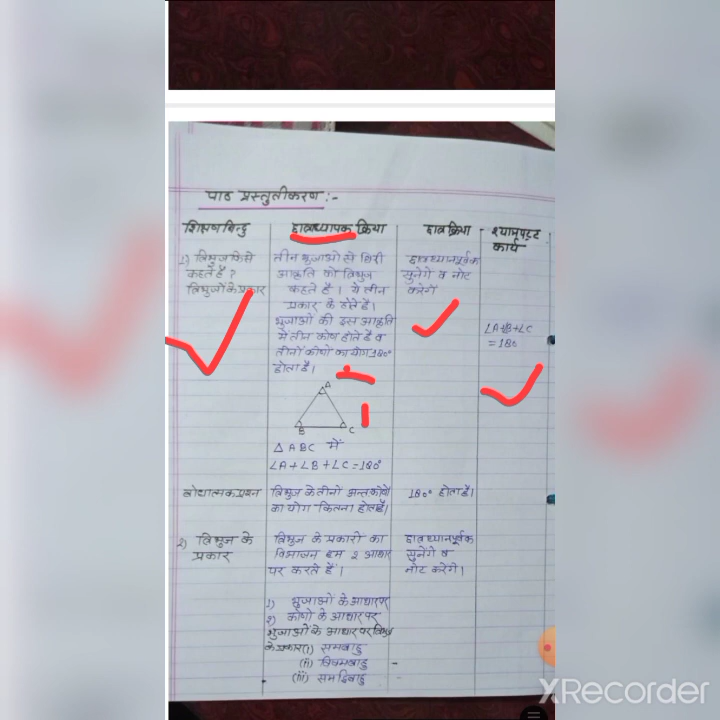 पाठ प्रस्तुतीकरण :-
शिक्षण बिन्दु
छात्राध्यापक क्रिया
छात्र क्रिया
श्यामपट्ट
कार्य
1) त्रिभुज किसे
कहते है ?
त्रिभुजों के प्रकार
तीन भुजाओं से घिरी
आकृति को त्रिभुज
कहते है । ये तीन
प्रकार के होते है।
भुजाओं की इस आकृति
में तीन कोण होते है व
तीनों कोणों का योग 180°
होता है।
छात्र ध्यानपूर्वक
सुनेंगे व नोट
करेंगे
∠A+B+∠C
= 180
A
B
C
△ ABC में
∠A+∠B+∠C=180°
बोधात्मक प्रश्न
त्रिभुज के तीनों अन्तकोणों
का योग कितना होता है।
180° होता है।
2) त्रिभुज के
प्रकार
त्रिभुज के प्रकारों का
विभाजन हम 2 आधार
पर करते हैं ।
छात्र ध्यानपूर्वक
सुनेंगे व
नोट करेंगे ।
1) भुजाओं के आधार पर
2) कोणों के आधार पर
भुजाओं के आधार पर त्रिभुज
के प्रकार (i) समबाहु
(ii) विषमबाहु -
(iii) समद्विबाहु -
XRecorder